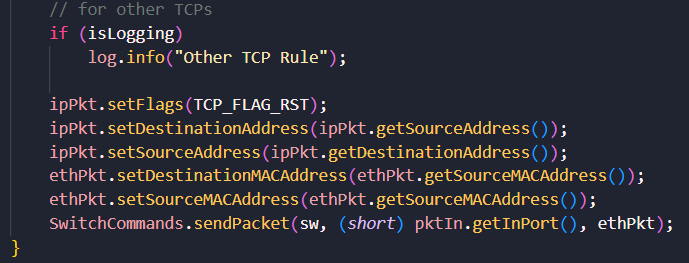 // for other TCPs
if (isLogging)
log.info("Other TCP Rule");
ipPkt.setFlags(TCP_FLAG_RST);
ipPkt.setDestinationAddress(ipPkt.getSourceAddress());
ipPkt.setSourceAddress(ipPkt.getDestinationAddress());
ethPkt.setDestinationMACAddress(ethPkt.getSourceMACAddress());
ethPkt.setSourceMACAddress(ethPkt.getSourceMACAddress());
SwitchCommands.sendPacket(sw, (short) pktIn.getInPort(), ethPkt);
}